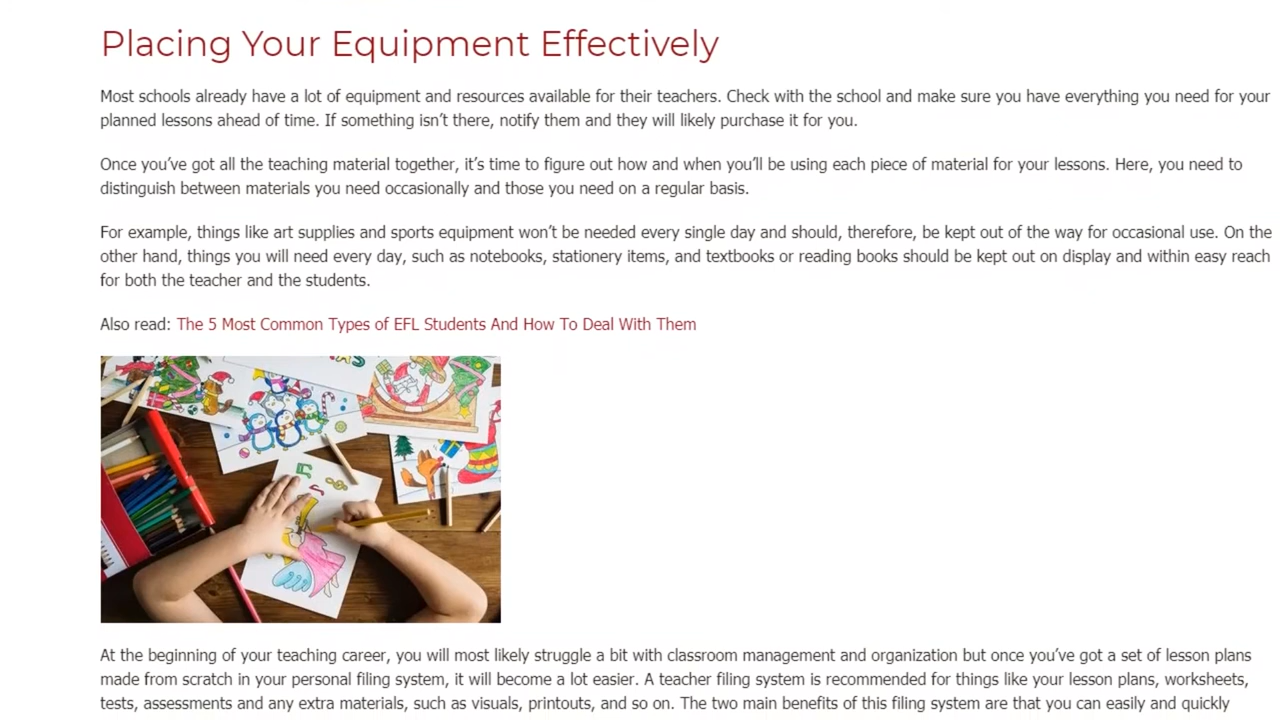 Placing Your Equipment Effectively
Most schools already have a lot of equipment and resources available for their teachers. Check with the school and make sure you have everything you need for your
planned lessons ahead of time. If something isn’t there, notify them and they will likely purchase it for you.
Once you’ve got all the teaching material together, it’s time to figure out how and when you’ll be using each piece of material for your lessons. Here, you need to
distinguish between materials you need occasionally and those you need on a regular basis.
For example, things like art supplies and sports equipment won’t be needed every single day and should, therefore, be kept out of the way for occasional use. On the
other hand, things you will need every day, such as notebooks, stationery items, and textbooks or reading books should be kept out on display and within easy reach
for both the teacher and the students.
Also read: The 5 Most Common Types of EFL Students And How To Deal With Them
At the beginning of your teaching career, you will most likely struggle a bit with classroom management and organization but once you’ve got a set of lesson plans
made from scratch in your personal filing system, it will become a lot easier. A teacher filing system is recommended for things like your lesson plans, worksheets,
tests, assessments and any extra materials, such as visuals, printouts, and so on. The two main benefits of this filing system are that you can easily and quickly